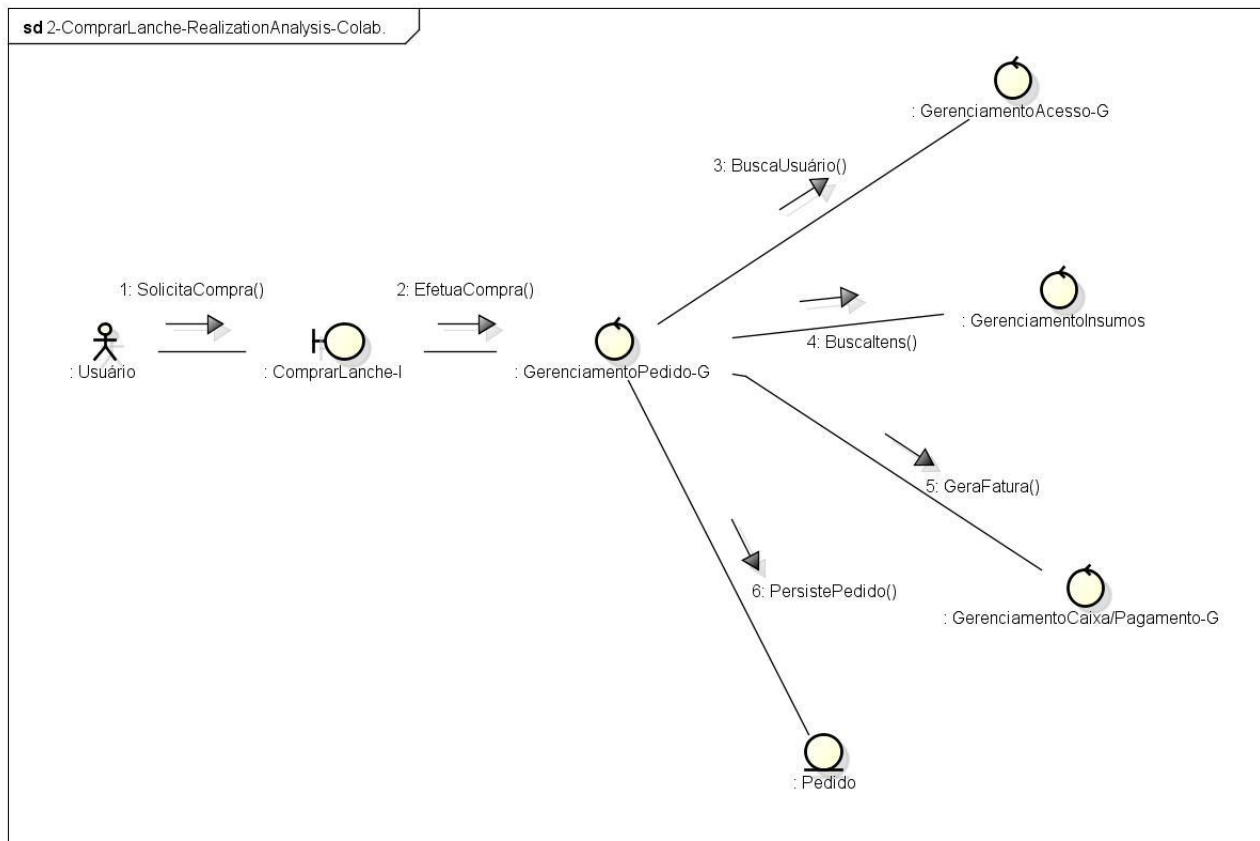 sd 2-ComprarLanche-RealizationAnalysis-Colab.
: GerenciamentoAcesso-G
3: BuscaUsuário()
1: SolicitaCompra()
2: EfetuaCompra()
: GerenciamentoInsumos
4: BuscaItens()
: Usuário
: ComprarLanche-I
: GerenciamentoPedido-G
5: GeraFatura()
6: PersistePedido()
: GerenciamentoCaixa/Pagamento-G
: Pedido